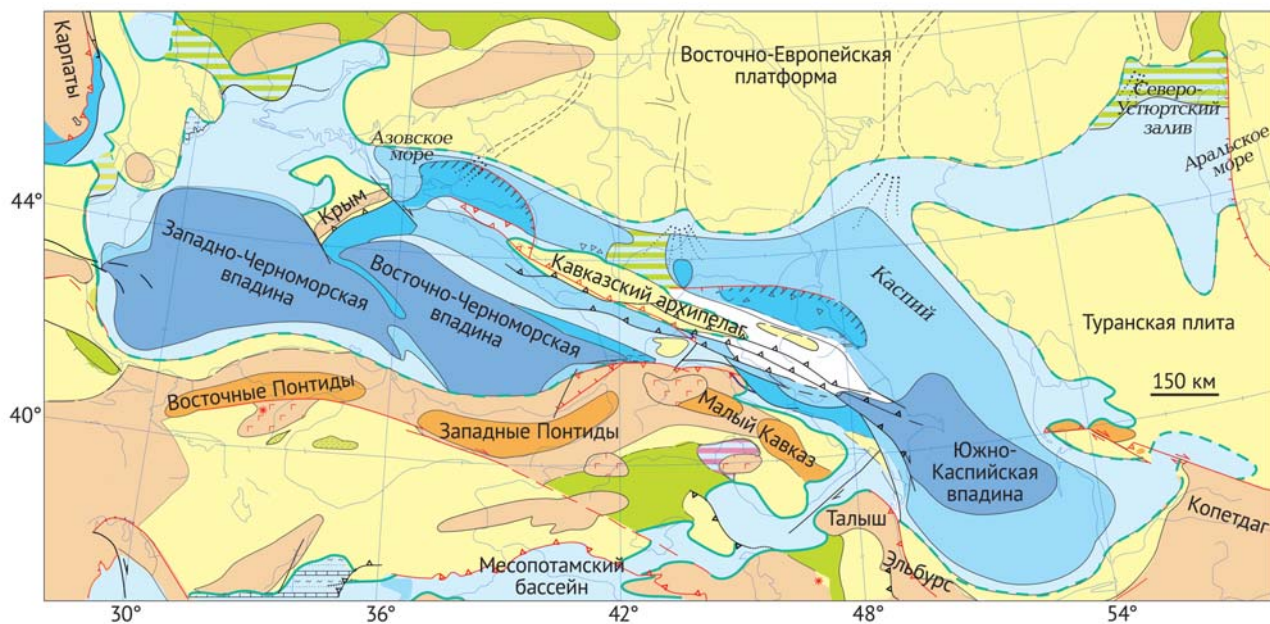 Карпаты
Восточно-Европейская
платформа
Северо-
Устюртский
залив
Азовское
море
Аральское
море
44°
Крым
Западно-Черноморская
впадина
Восточно-Черноморская
впадина
Кавказский архипелаг
Каспий
Туранская плита
150 км
40°
Восточные Понтиды
Западные Понтиды
Малый Кавказ
Южно-
Каспийская
впадина
Талыш
Эльбурс
Копетдаг
Месопотамский
бассейн
30°
36°
42°
48°
54°